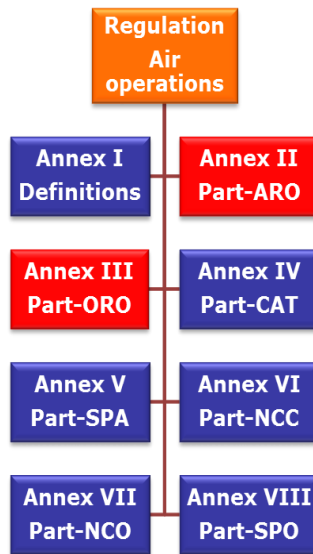 Regulation
Air
operations
Annex I
Definitions
Annex II
Part-ARO
Annex III
Part-ORO
Annex IV
Part-CAT
Annex V
Part-SPA
Annex VI
Part-NCC
Annex VII
Part-NCO
Annex VIII
Part-SPO